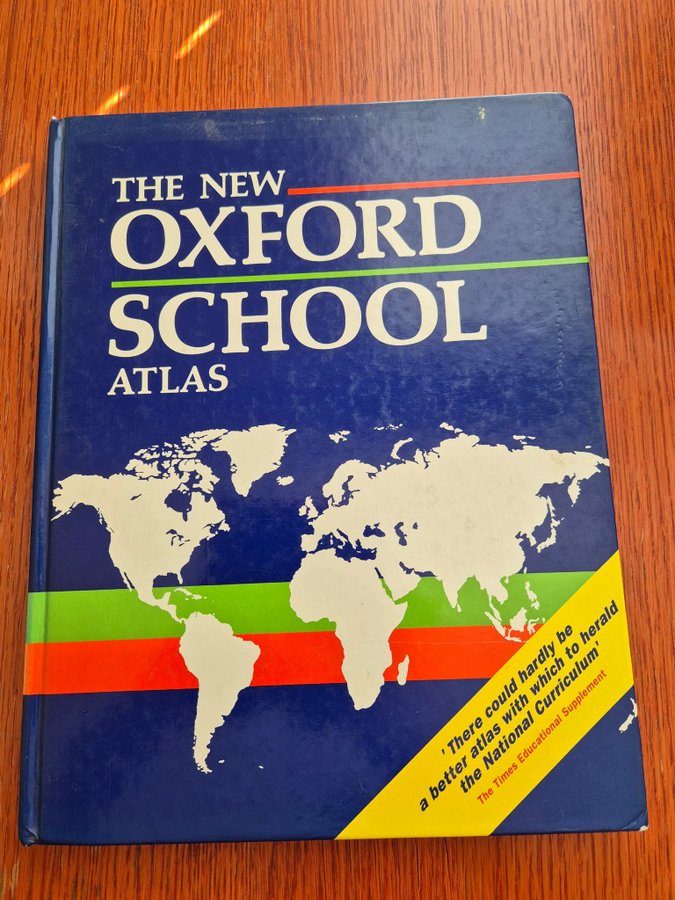 THE NEW
OXFORD
SCHOOL
ATLAS
'There could hardly be
a better atlas with which to herald
the National Curriculum'
The Times Educational Supplement